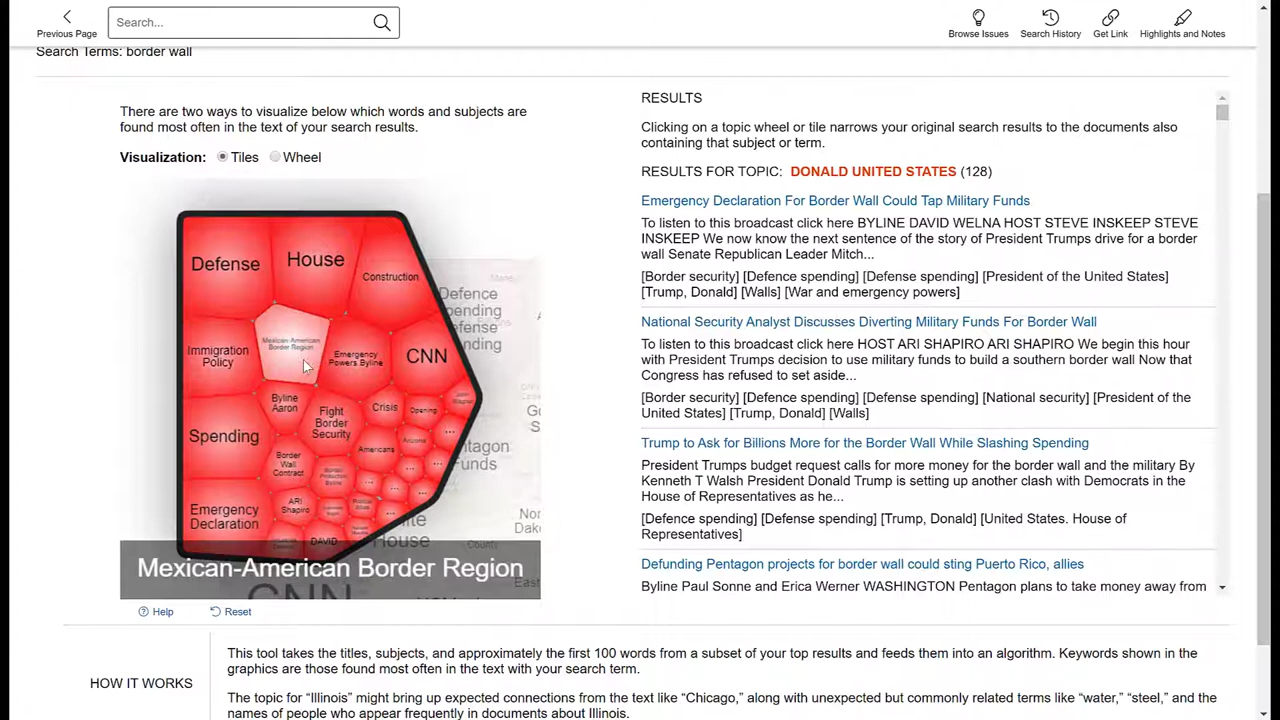 Previous Page
Search...
Browse Issues
Search History
Get Link
Highlights and Notes
Search Terms: border wall
There are two ways to visualize below which words and subjects are
found most often in the text of your search results.
Visualization: Tiles Wheel
Defense
House
Construction
Immigration
Policy
Mexican-American
Border Region
Emergency
Powers Byline
CNN
Byline
Aaron
Fight
Border
Security
Crisis
Opening
Spending
Americans
Arizona
Border
Wall
Contract
Border
Protection
Byline
Emergency
Declaration
ARI
Shapiro
DAVID
Defence
County
CNN
Mexican-American Border Region
Help
Reset
RESULTS
Clicking on a topic wheel or tile narrows your original search results to the documents also
containing that subject or term.
RESULTS FOR TOPIC: DONALD UNITED STATES (128)
Emergency Declaration For Border Wall Could Tap Military Funds
To listen to this broadcast click here BYLINE DAVID WELNA HOST STEVE INSKEEP STEVE
INSKEEP We now know the next sentence of the story of President Trumps drive for a border
wall Senate Republican Leader Mitch...
[Border security] [Defence spending] [Defense spending] [President of the United States]
[Trump, Donald] [Walls] [War and emergency powers]
National Security Analyst Discusses Diverting Military Funds For Border Wall
To listen to this broadcast click here HOST ARI SHAPIRO ARI SHAPIRO We begin this hour
with President Trumps decision to use military funds to build a southern border wall Now that
Congress has refused to set aside...
[Border security] [Defence spending] [Defense spending] [National security] [President of the
United States] [Trump, Donald] [Walls]
Trump to Ask for Billions More for the Border Wall While Slashing Spending
President Trumps budget request calls for more money for the border wall and the military By
Kenneth T Walsh President Donald Trump is setting up another clash with Democrats in the
House of Representatives as he...
[Defence spending] [Defense spending] [Trump, Donald] [United States. House of
Representatives]
Defunding Pentagon projects for border wall could sting Puerto Rico, allies
Byline Paul Sonne and Erica Werner WASHINGTON Pentagon plans to take money away from
HOW IT WORKS
This tool takes the titles, subjects, and approximately the first 100 words from a subset of your top results and feeds them into an algorithm. Keywords shown in the
graphics are those found most often in the text with your search term.
The topic for "Illinois" might bring up expected connections from the text like "Chicago," along with unexpected but commonly related terms like "water," "steel," and the
names of people who appear frequently in documents about Illinois.